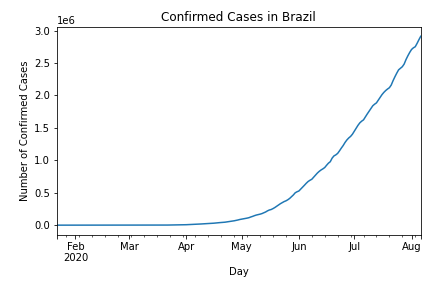 Confirmed Cases in Brazil
1e6
3.0
2.5
2.0
1.5
1.0
0.5
0.0
Number of Confirmed Cases
Feb Mar Apr May Jun Jul Aug
2020
Day